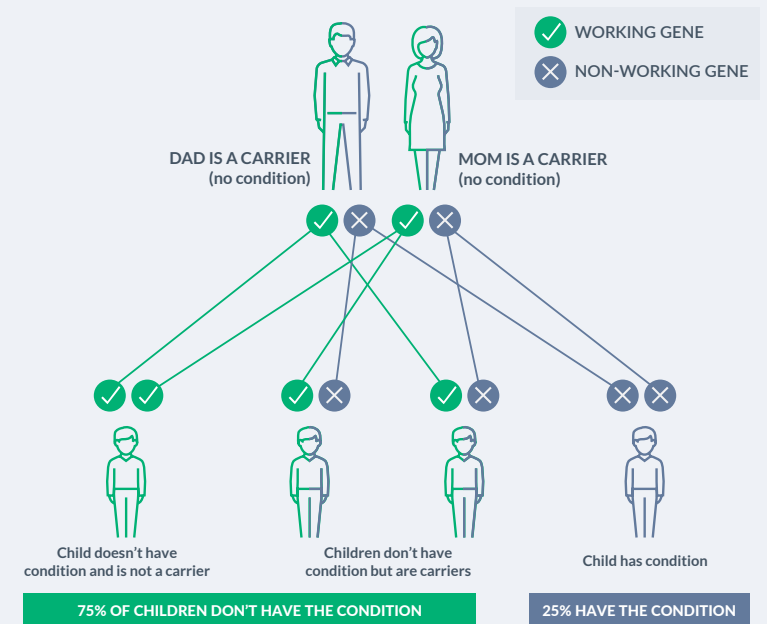 WORKING GENE
NON-WORKING GENE
DAD IS A CARRIER
(no condition)
MOM IS A CARRIER
(no condition)
Child doesn't have
condition and is not a carrier
Children don't have
condition but are carriers
Child has condition
75% OF CHILDREN DON'T HAVE THE CONDITION
25% HAVE THE CONDITION